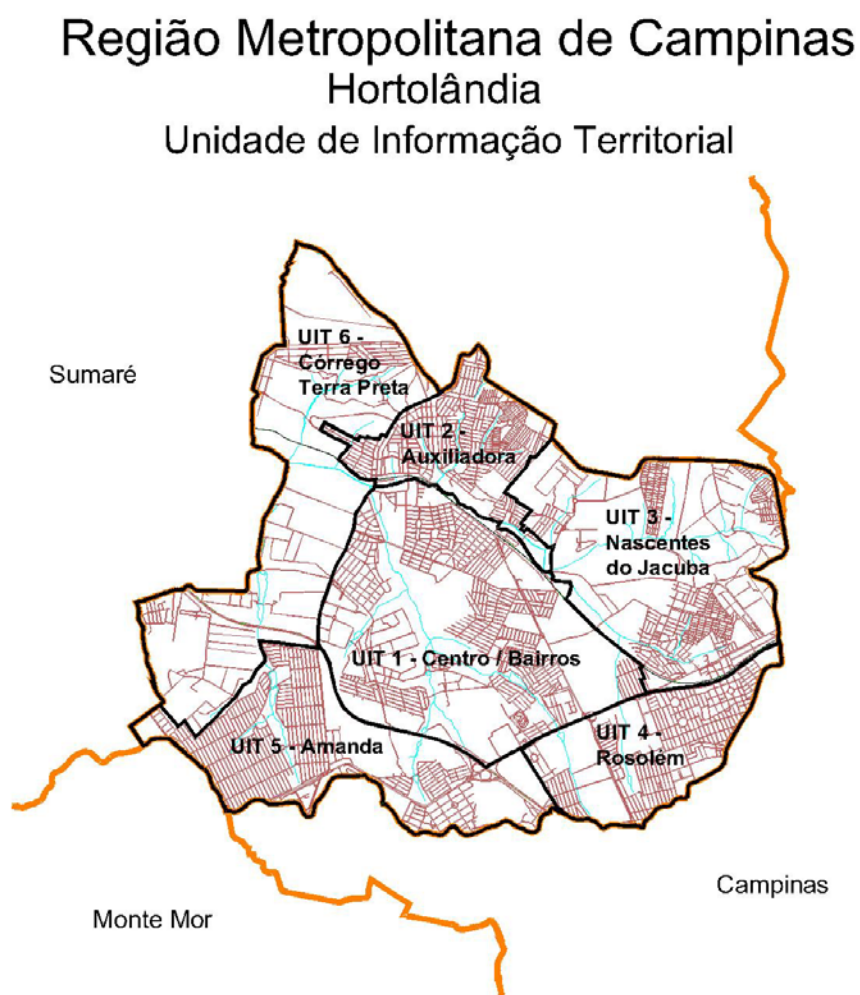 Região Metropolitana de Campinas
Hortolândia
Unidade de Informação Territorial
Sumaré
UIT 6 -
Córrego
Terra Preta
UIT 2 -
Auxiliadora
UIT 3 -
Nascentes
do Jacuba
UIT 1 - Centro / Bairros
UIT 5 - Amanda
UIT 4 -
Rosolém
Campinas
Monte Mor